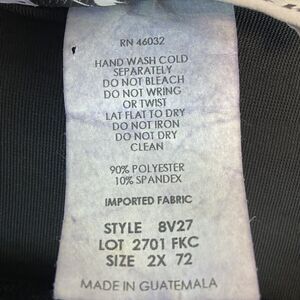 RN 46032
HAND WASH COLD
SEPARATELY
DO NOT BLEACH
DO NOT WRING
OR TWIST
LAT FLAT TO DRY
DO NOT IRON
DO NOT DRY
CLEAN
90% POLYESTER
10% SPANDEX
IMPORTED FABRIC
STYLE 8V27
LOT 2701 FKC
SIZE 2X 72
MADE IN GUATEMALA